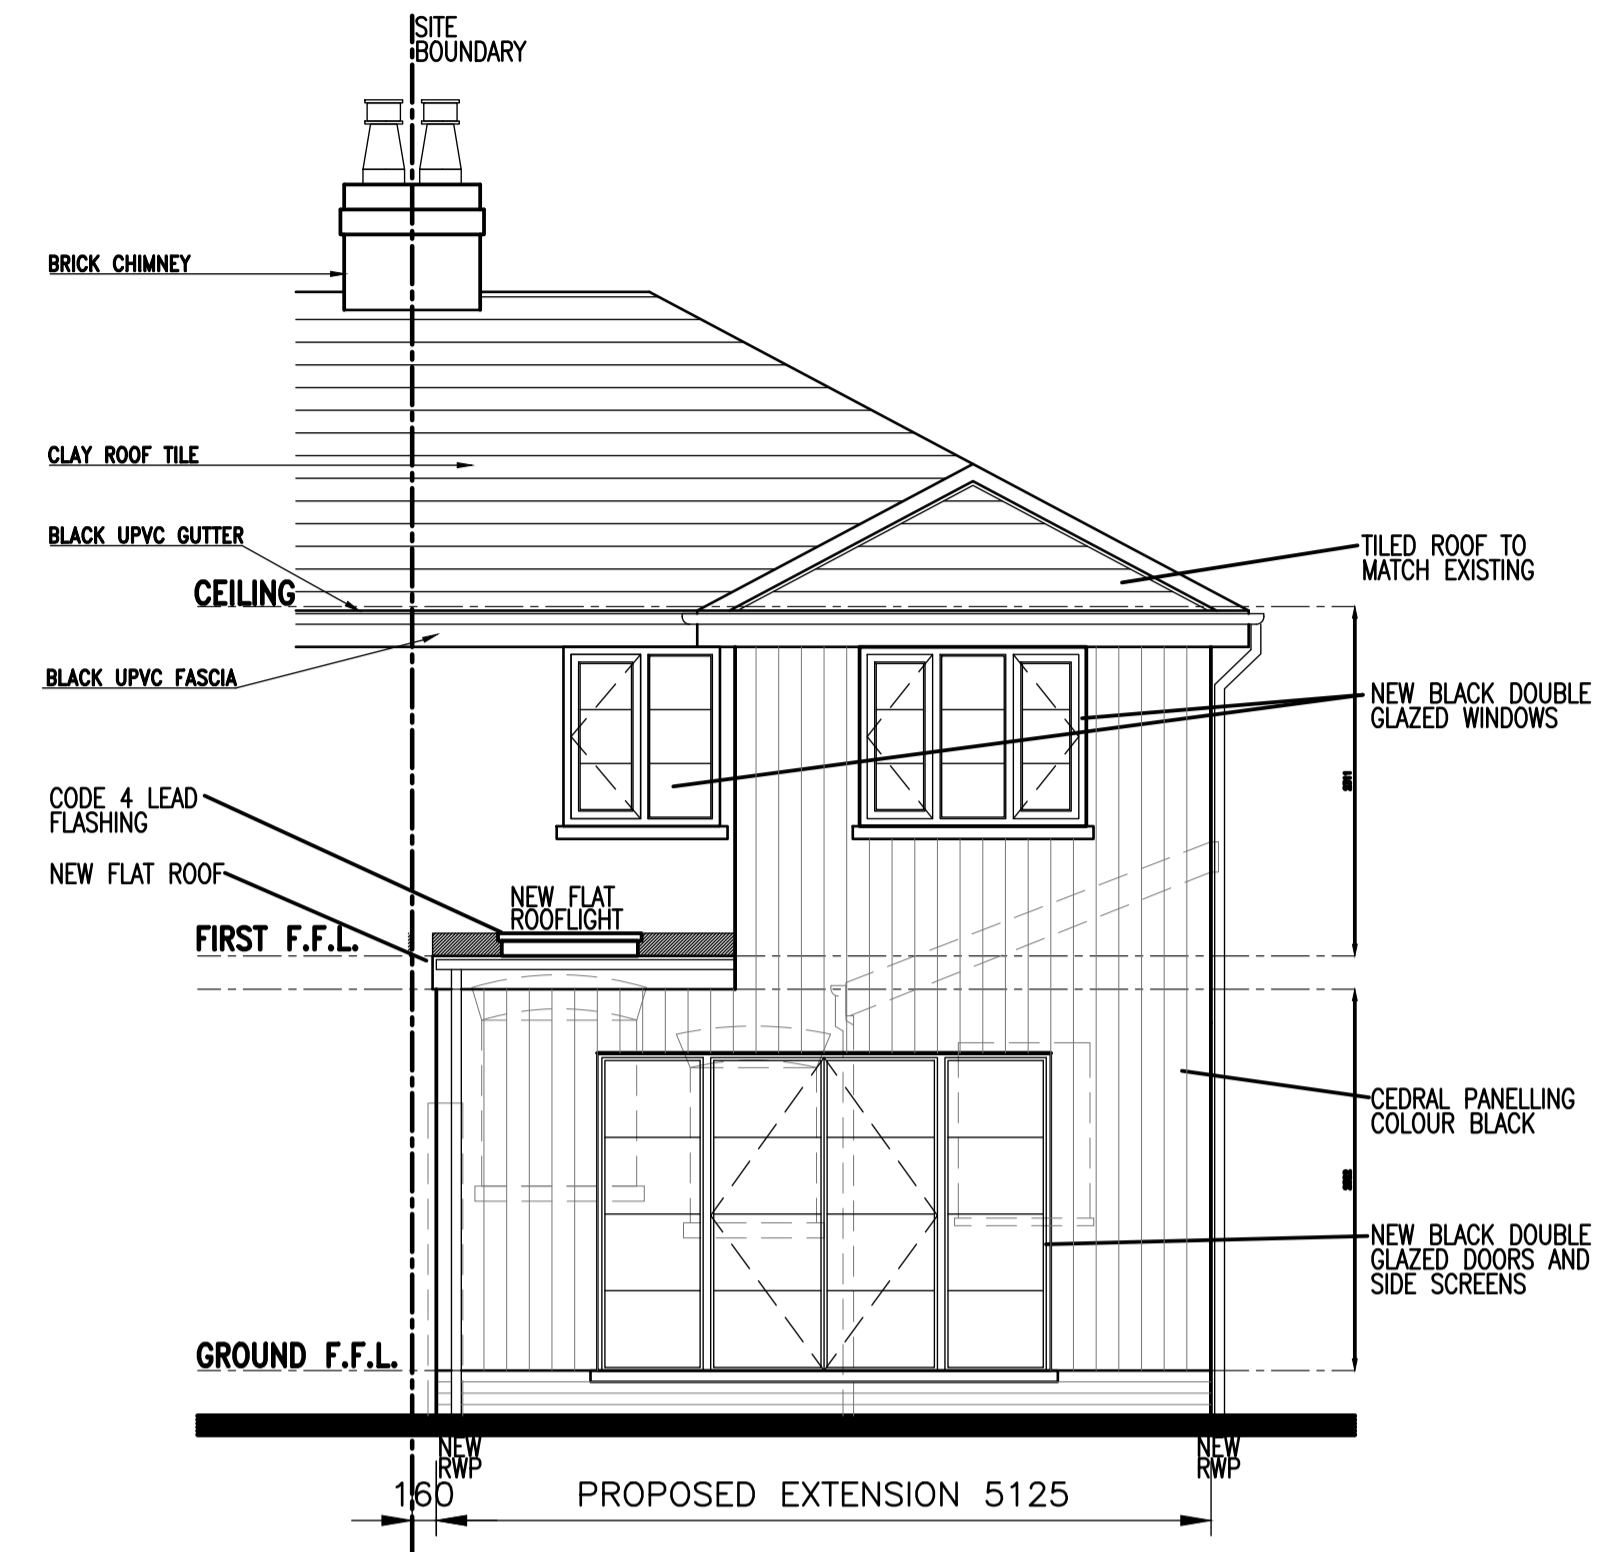 SITE
BOUNDARY
BRICK CHIMNEY
CLAY ROOF TILE
BLACK UPVC GUTTER
CEILING
BLACK UPVC FASCIA
TILED ROOF TO
MATCH EXISTING
NEW BLACK DOUBLE
GLAZED WINDOWS
CODE 4 LEAD
FLASHING
NEW FLAT ROOF
NEW FLAT
ROOFLIGHT
FIRST F.F.L.
CEDRAL PANELLING
COLOUR BLACK
NEW BLACK DOUBLE
GLAZED DOORS AND
SIDE SCREENS
GROUND F.F.L.
NEW
RWP
NEW
RWP
160
PROPOSED EXTENSION 5125